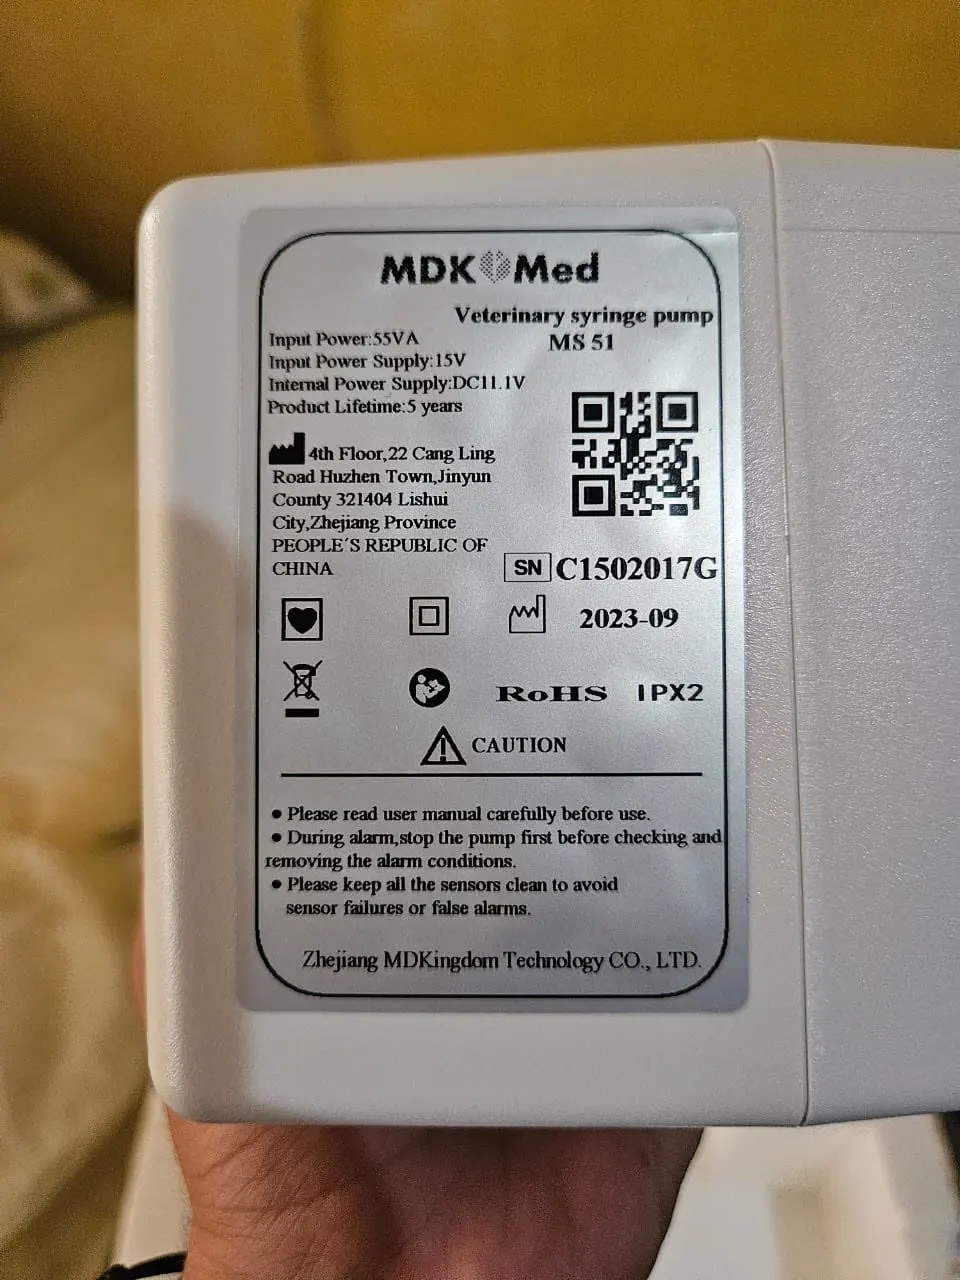 MDK Med
Veterinary syringe pump
MS 51
Input Power:55VA
Input Power Supply:15V
Internal Power Supply:DC11.1V
Product Lifetime:5 years
4th Floor,22 Cang Ling
Road Huzhen Town,Jinyun
County 321404 Lishui
City,Zhejiang Province
PEOPLE'S REPUBLIC OF
CHINA
SN C1502017G
2023-09
RoHS IPX2
CAUTION
• Please read user manual carefully before use.
• During alarm,stop the pump first before checking and
removing the alarm conditions.
• Please keep all the sensors clean to avoid
sensor failures or false alarms.
Zhejiang MDKingdom Technology CO., LTD.